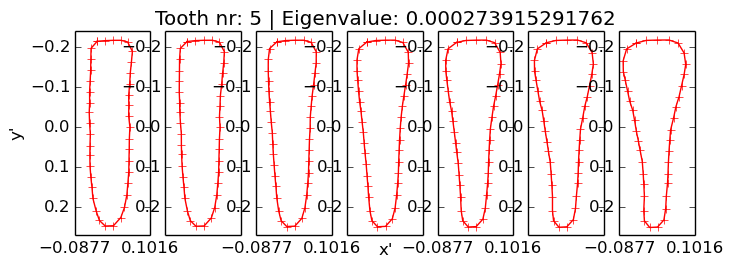 Tooth nr: 5 | Eigenvalue: 0.000273915291762
−0.2 −0.2 −0.2 −0.2 −0.2 −0.2 −0.2
−0.1 −0.1 −0.1 −0.1 −0.1 −0.1 −0.1
y' 0.0 0.0 0.0 0.0 0.0 0.0 0.0
0.1 0.1 0.1 0.1 0.1 0.1 0.1
0.2 0.2 0.2 0.2 0.2 0.2 0.2
−0.0877 0.1016 −0.0877 0.1016 −0.0877 0.1016 −0.0877 0.1016
x'